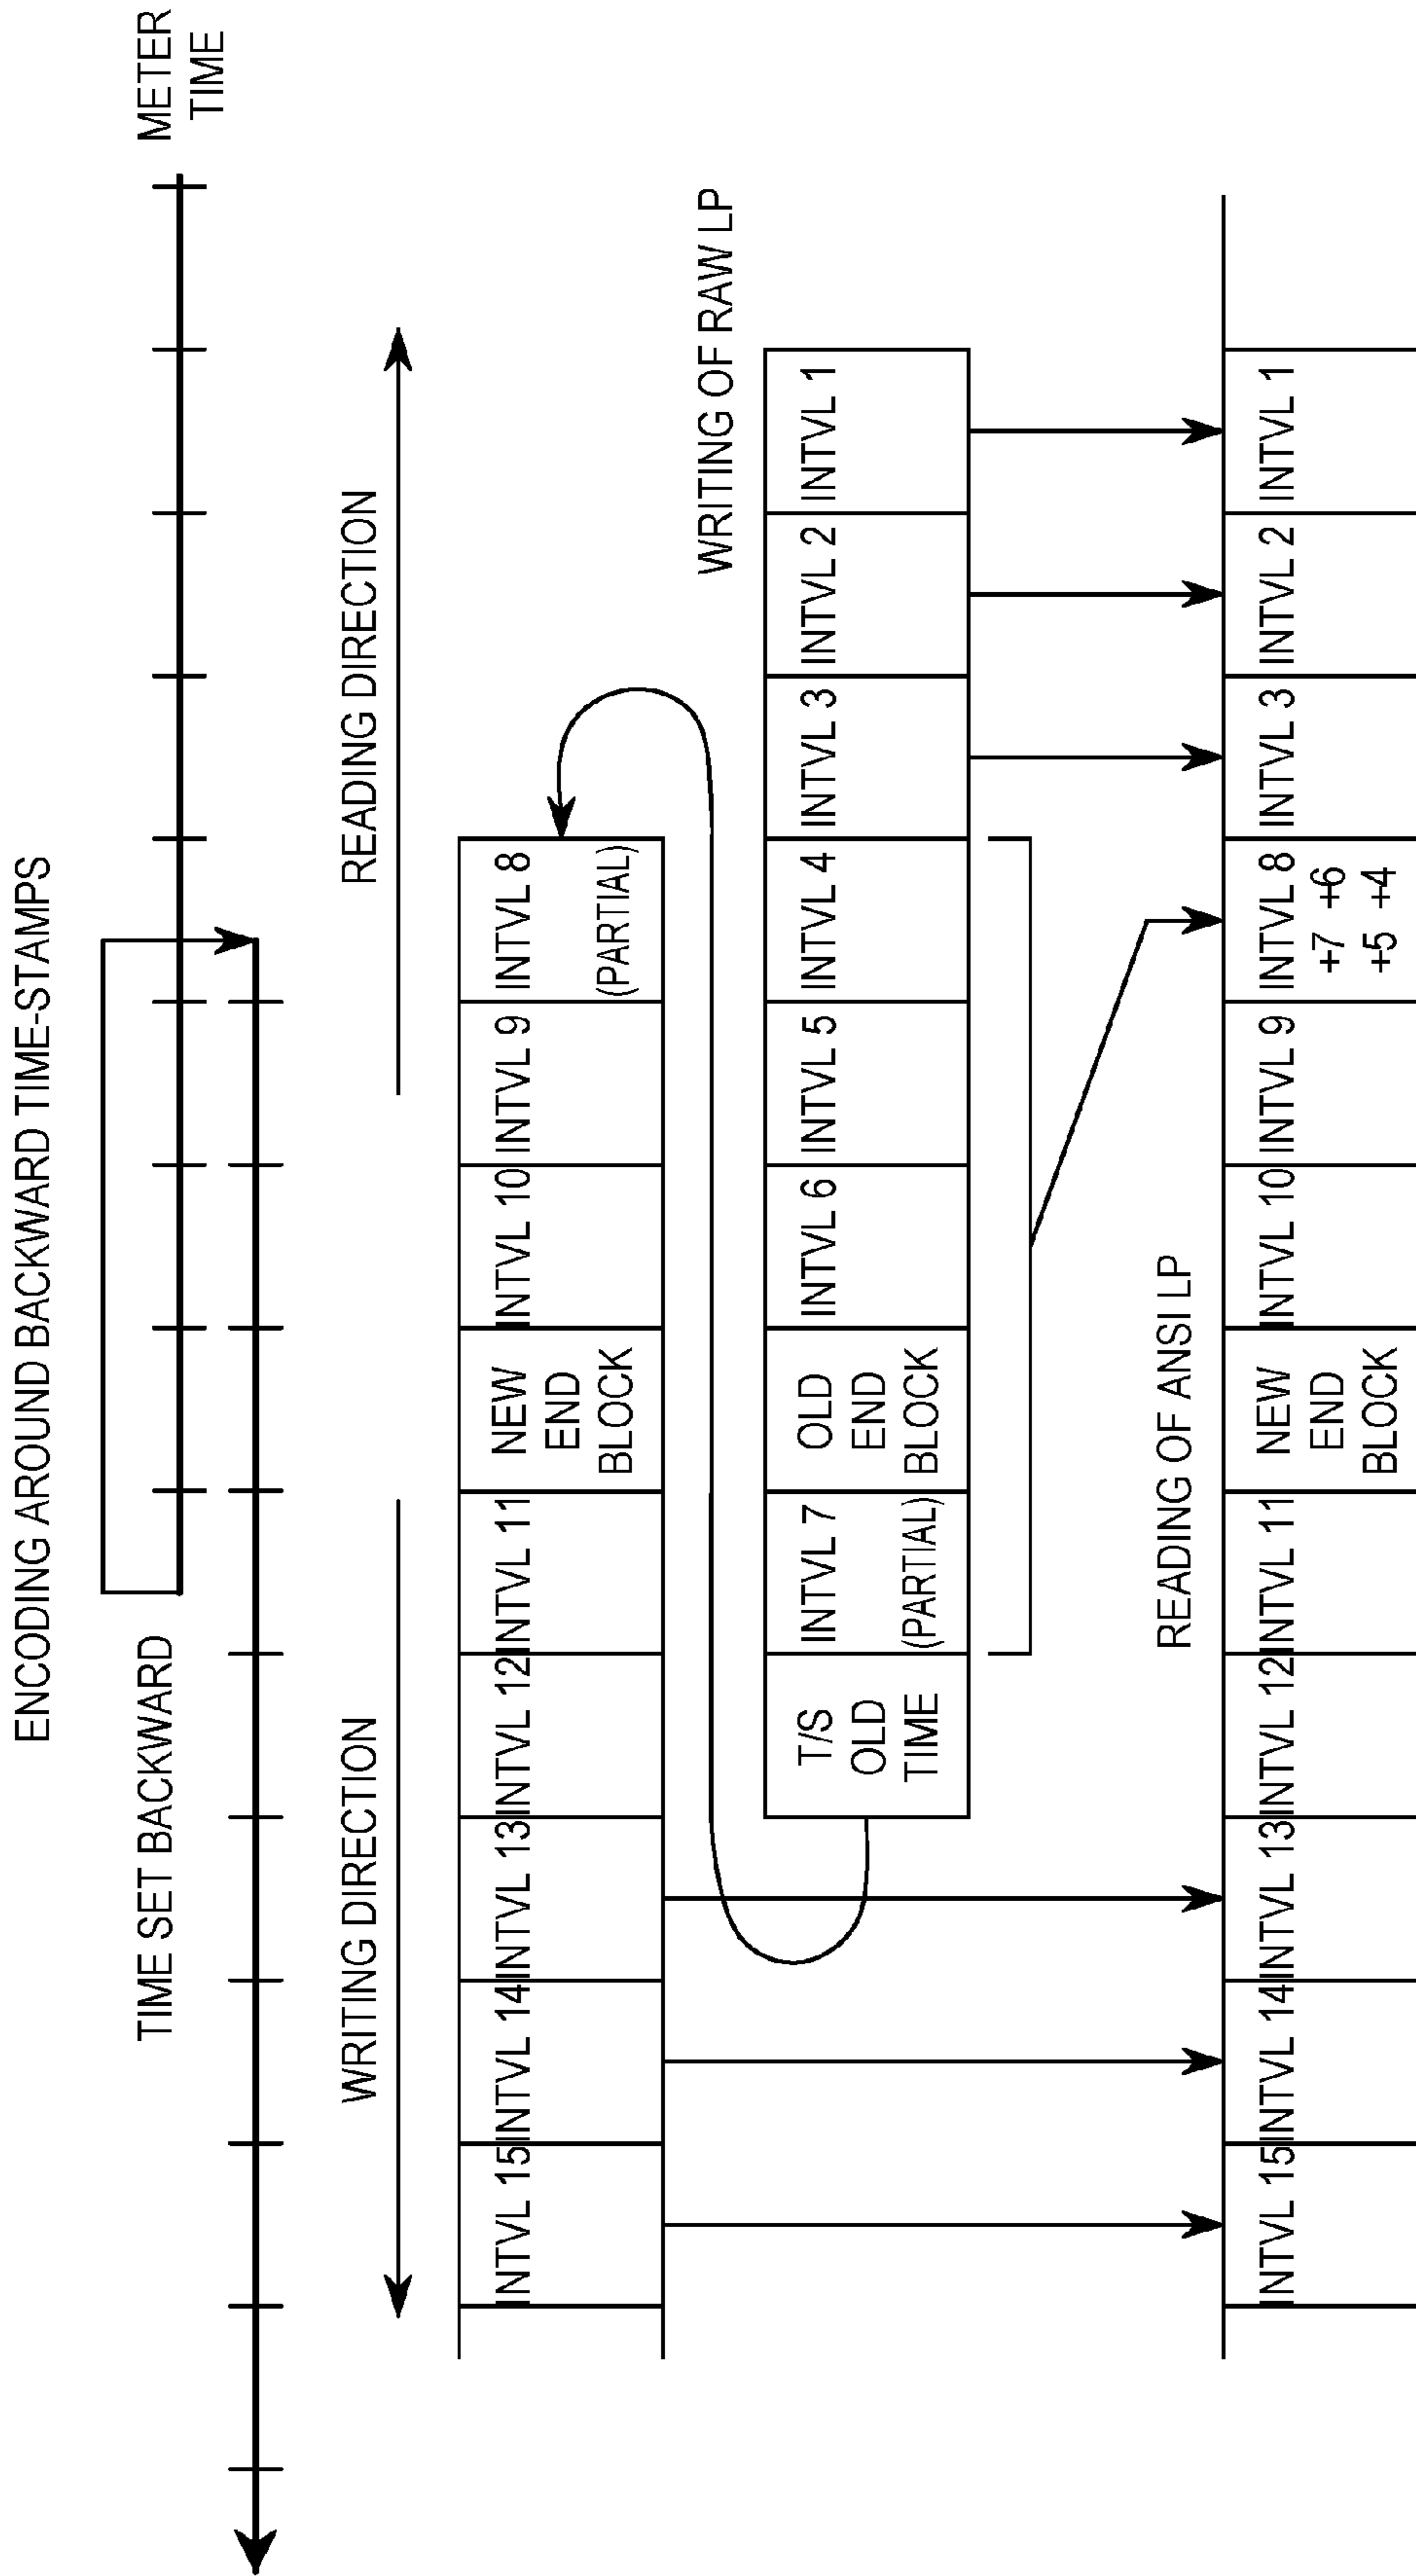 ENCODING AROUND BACKWARD TIME-STAMPS
TIME SET BACKWARD
METER
TIME
WRITING DIRECTION
READING DIRECTION
INTVL 15
INTVL 14
INTVL 13
INTVL 12
INTVL 11
NEW
END
BLOCK
INTVL 10
INTVL 9
INTVL 8
(PARTIAL)
WRITING OF RAW LP
T/S
OLD
TIME
INTVL 7
(PARTIAL)
OLD
END
BLOCK
INTVL 6
INTVL 5
INTVL 4
INTVL 3
INTVL 2
INTVL 1
READING OF ANSI LP
INTVL 15
INTVL 14
INTVL 13
INTVL 12
INTVL 11
NEW
END
BLOCK
INTVL 10
INTVL 9
INTVL 8
+7 +6
+5 +4
INTVL 3
INTVL 2
INTVL 1